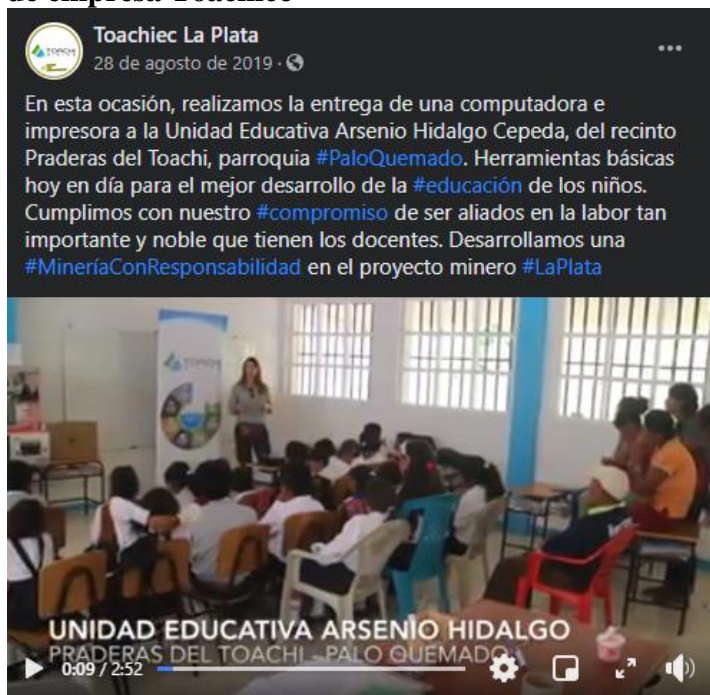 de empresa Toachiec
Toachiec La Plata
28 de agosto de 2019 ·
En esta ocasión, realizamos la entrega de una computadora e
impresora a la Unidad Educativa Arsenio Hidalgo Cepeda, del recinto
Praderas del Toachi, parroquia #PaloQuemado. Herramientas básicas
hoy en día para el mejor desarrollo de la #educación de los niños.
Cumplimos con nuestro #compromiso de ser aliados en la labor tan
importante y noble que tienen los docentes. Desarrollamos una
#MineríaConResponsabilidad en el proyecto minero #LaPlata
TOACHI
UNIDAD EDUCATIVA ARSENIO HIDALGO
PRADERAS DEL TOACHI - PALO QUEMADO
0:09 / 2:52